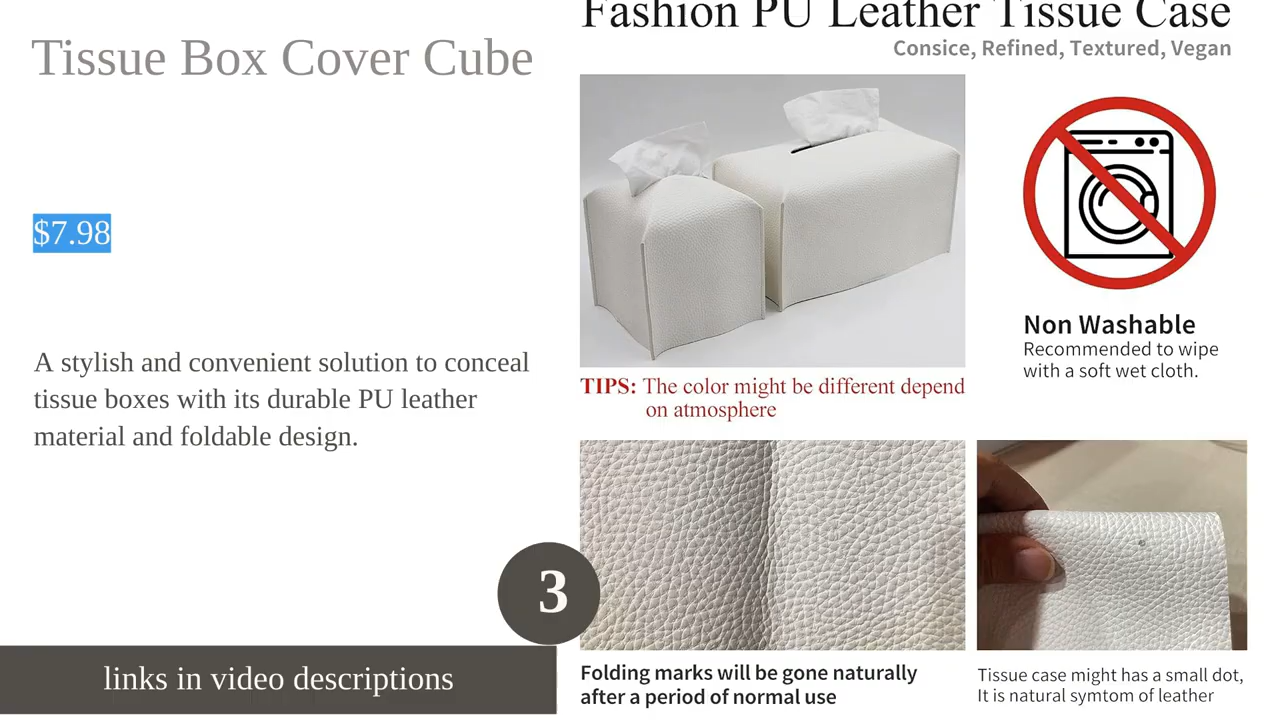 Tissue Box Cover Cube
$7.98
A stylish and convenient solution to conceal
tissue boxes with its durable PU leather
material and foldable design.
3
links in video descriptions
Fashion PU Leather Tissue Case
Consice, Refined, Textured, Vegan
TIPS: The color might be different depend
on atmosphere
Non Washable
Recommended to wipe
with a soft wet cloth.
Folding marks will be gone naturally
after a period of normal use
Tissue case might has a small dot,
It is natural symtom of leather